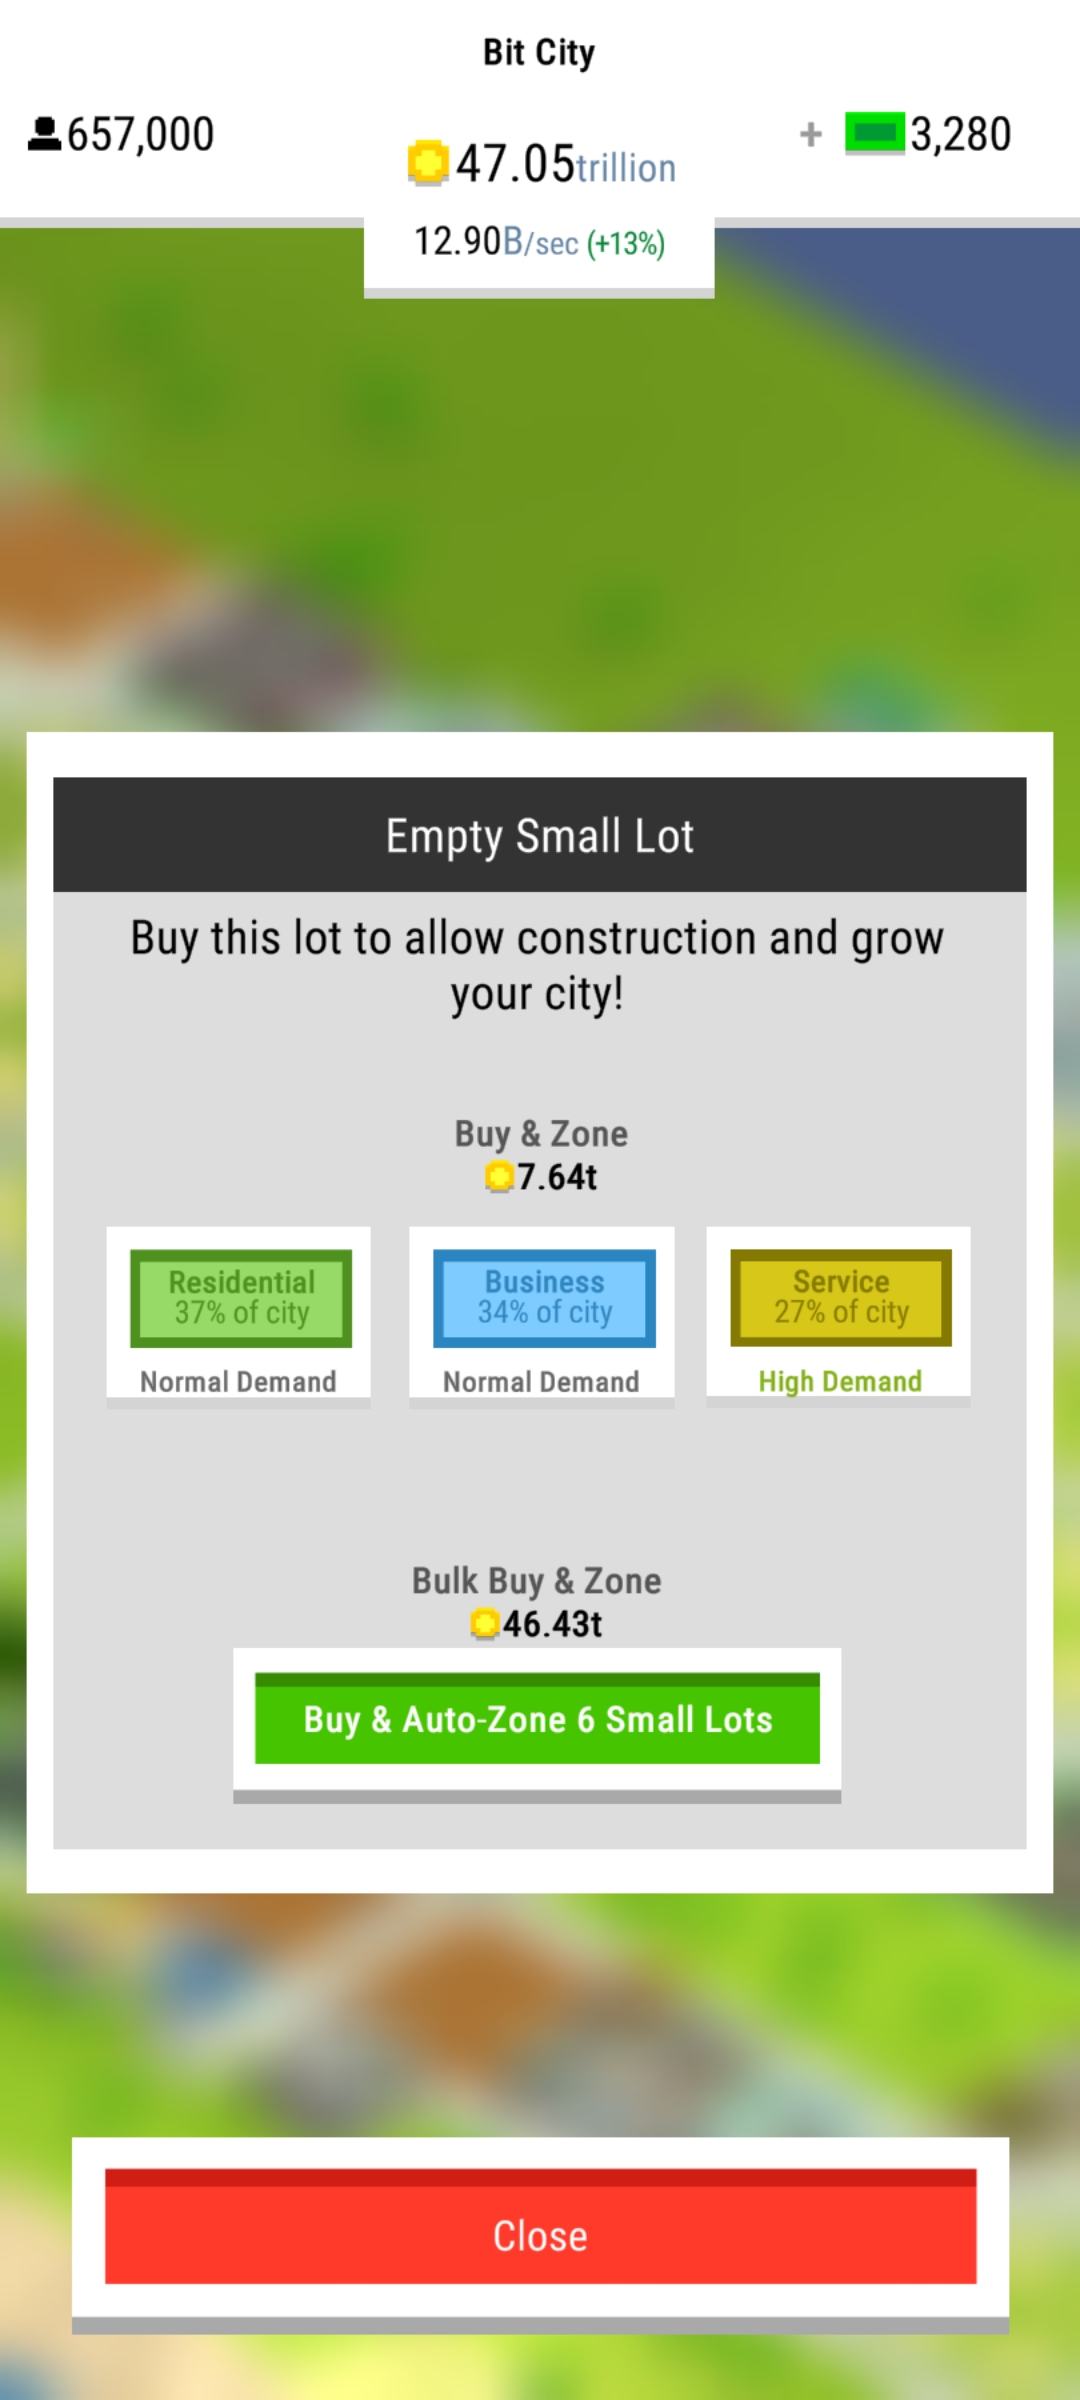 Bit City
657,000
47.05trillion
+ 3,280
12.90B/sec (+13%)
Empty Small Lot
Buy this lot to allow construction and grow
your city!
Buy & Zone
7.64t
Residential
37% of city
Normal Demand
Business
34% of city
Normal Demand
Service
27% of city
High Demand
Bulk Buy & Zone
46.43t
Buy & Auto-Zone 6 Small Lots
Close